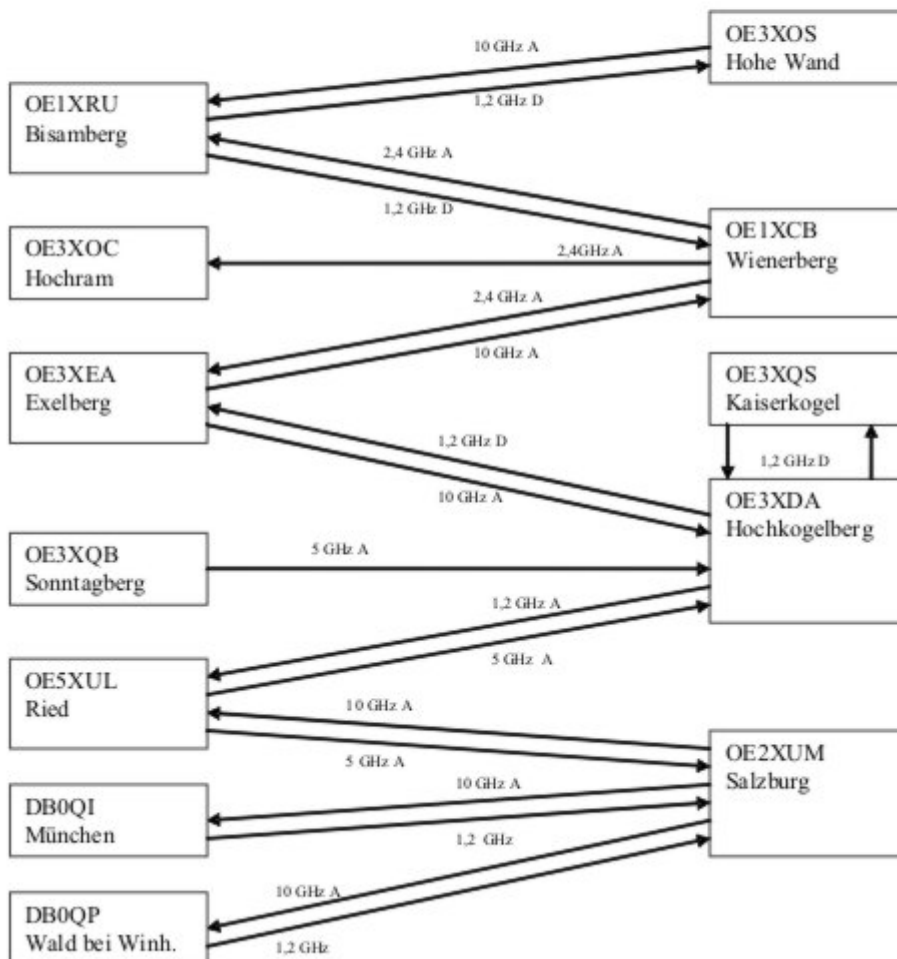 OE3XOS
Hohe Wand
10 GHz A
1,2 GHz D
OE1XRU
Bisamberg
2,4 GHz A
1,2 GHz D
OE1XCB
Wienerberg
OE3XOC
Hochram
2,4GHz A
2,4 GHz A
10 GHz A
OE3XEA
Exelberg
OE3XQS
Kaiserkogel
1,2 GHz D
1,2 GHz D
10 GHz A
OE3XDA
Hochkogelberg
OE3XQB
Sonntagberg
5 GHz A
1,2 GHz A
5 GHz A
OE5XUL
Ried
10 GHz A
5 GHz A
OE2XUM
Salzburg
10 GHz A
DB0QI
München
1,2 GHz
10 GHz A
DB0QP
Wald bei Winh.
1,2 GHz